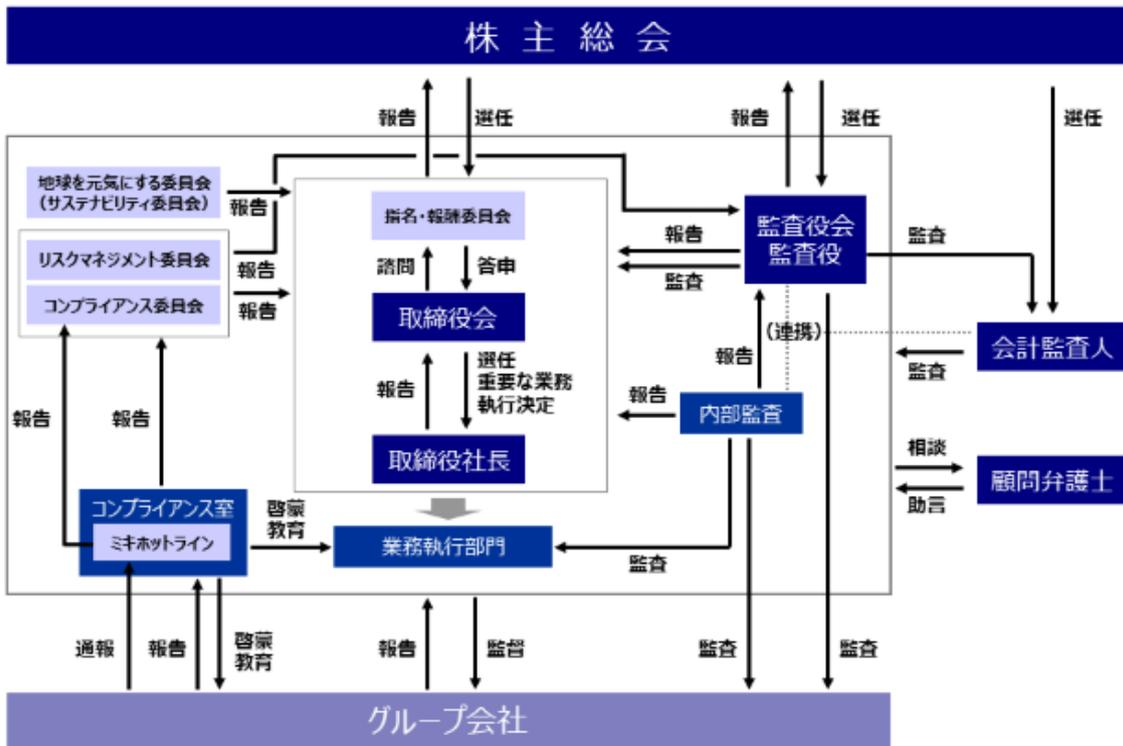 株主総会
報告
選任
報告
選任
選任
地球を元気にする委員会
（サステナビリティ委員会）
報告
リスクマネジメント委員会
報告
コンプライアンス委員会
報告
指名・報酬委員会
諮問
答申
取締役会
報告
選任
重要な業務
執行決定
取締役社長
監査役会
監査役
報告
監査
監査
（連携）
会計監査人
監査
報告
報告
内部監査
相談
顧問弁護士
助言
報告
報告
コンプライアンス室
ミキホットライン
啓蒙
教育
業務執行部門
監査
通報
報告
啓蒙
教育
報告
監督
監査
監査
グループ会社